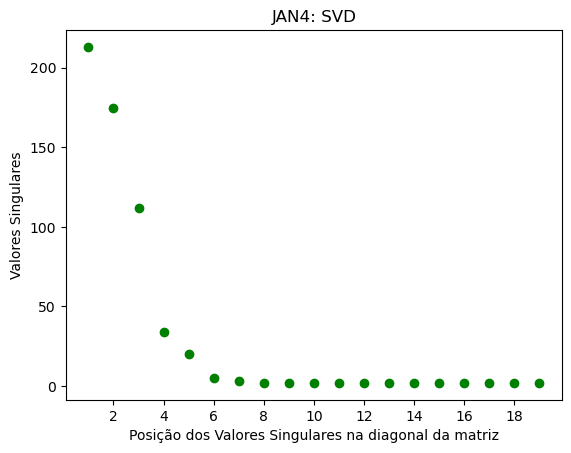 JAN4: SVD
Valores Singulares
200
150
100
50
0
2 4 6 8 10 12 14 16 18
Posição dos Valores Singulares na diagonal da matriz